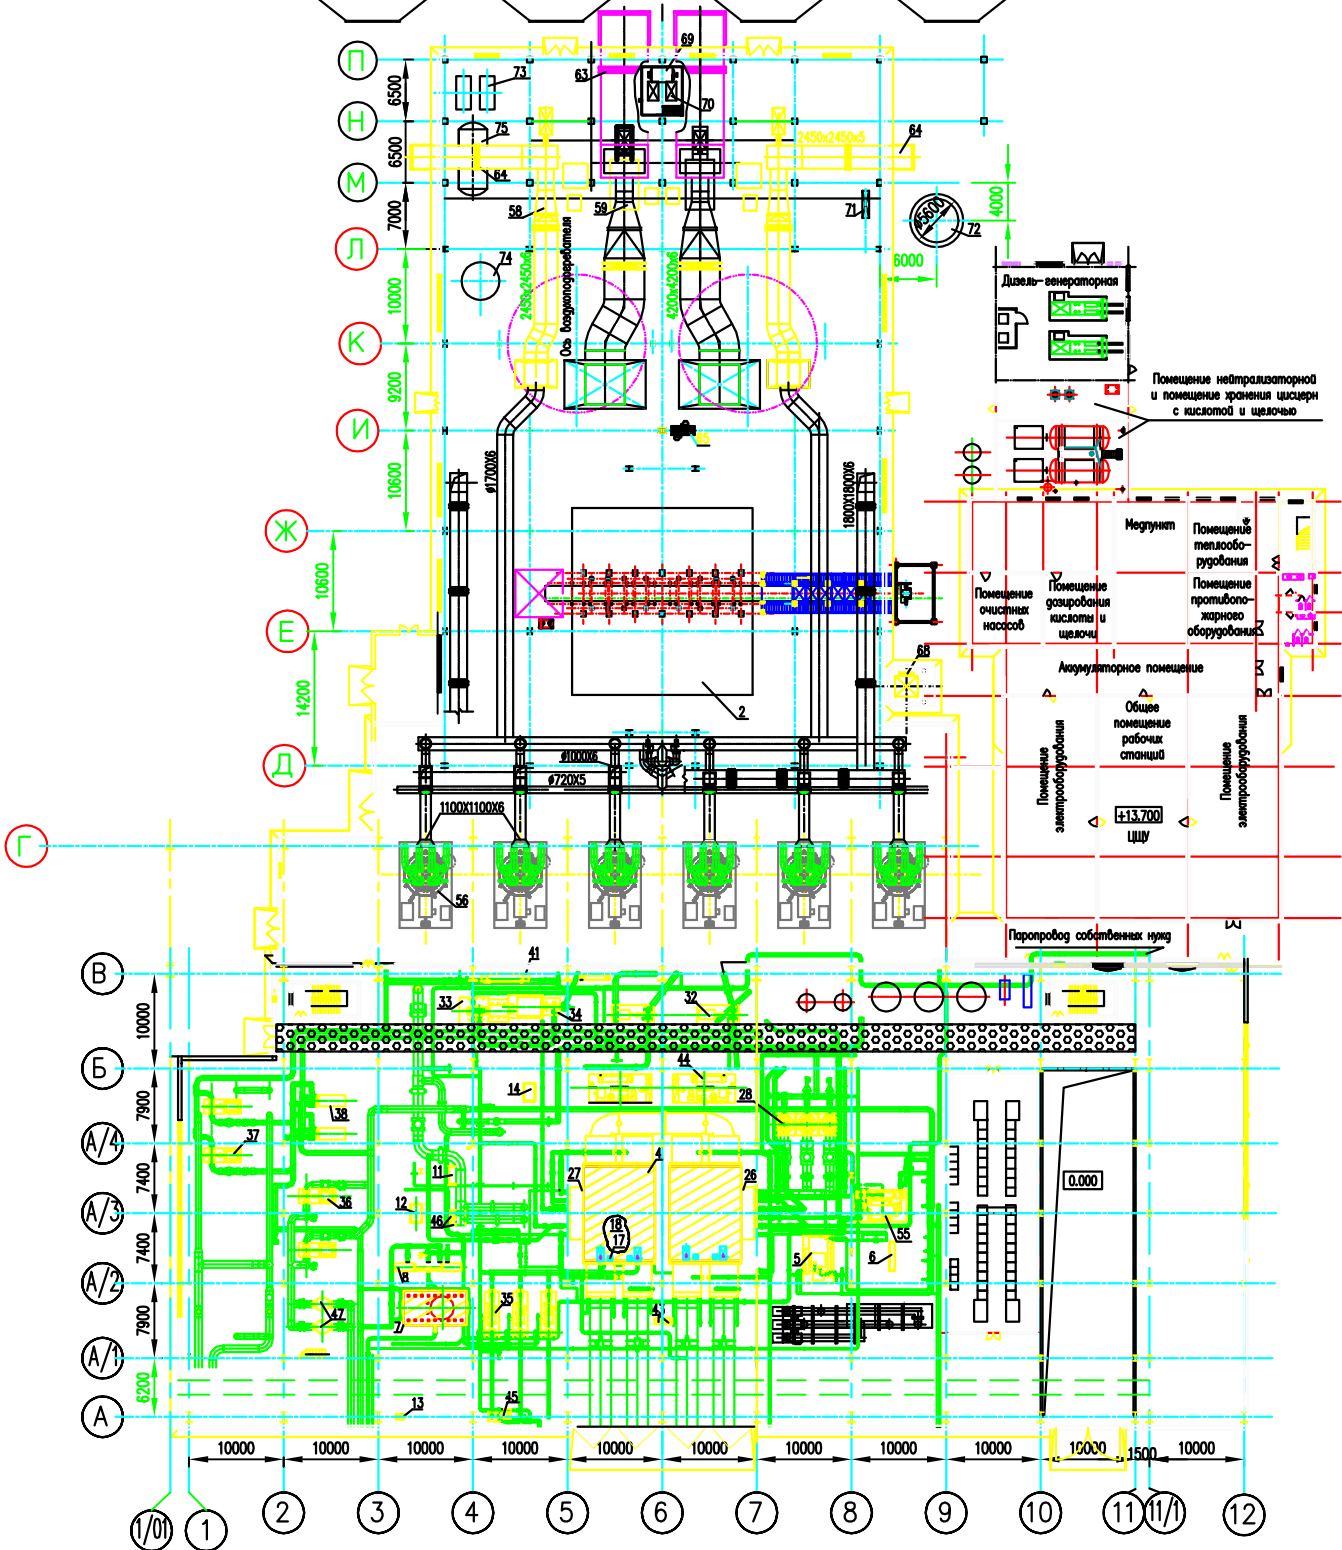 П
6500
73
63
69
70
Н
75
6500
2450x2450x5
64
64
М
58
59
71
ø5600
72
4000
7000
Л
74
6000
10000
2450x2450x6
Ось воздухоподогревателя
4200x4200x6
Дизель-генераторная
К
9200
И
65
Помещение нейтрализаторной
и помещение хранения цисцерн
с кислотой и щелочью
10600
ø1700X6
1800X1800X6
Ж
Медпункт
Помещение
теплообо-
рудования
10600
Помещение
очистных
насосов
Помещение
дозирования
кислоты и
щелочи
Помещение
противопо-
жарного
оборудования
Е
14200
68
2
Аккумуляторное помещение
Общее
помещение
рабочих
станций
Помещение
электрооборудования
Помещение
электрооборудования
Д
ø1000X6
ø720X5
1100X1100X6
+13.700
ЦЩУ
Г
56
Паропровод собственных нужд
В
41
33
34
32
10000
Б
44
14
28
38
7900
А/4
37
11
4
27
26
7400
А/3
36
12
46
18
17
55
0.000
7400
5
6
А/2
8
35
47
7
7900
А/1
6200
13
45
А
10000
10000
10000
10000
10000
10000
10000
10000
10000
10000
1500
10000
1/01
1
2
3
4
5
6
7
8
9
10
11
11/1
12